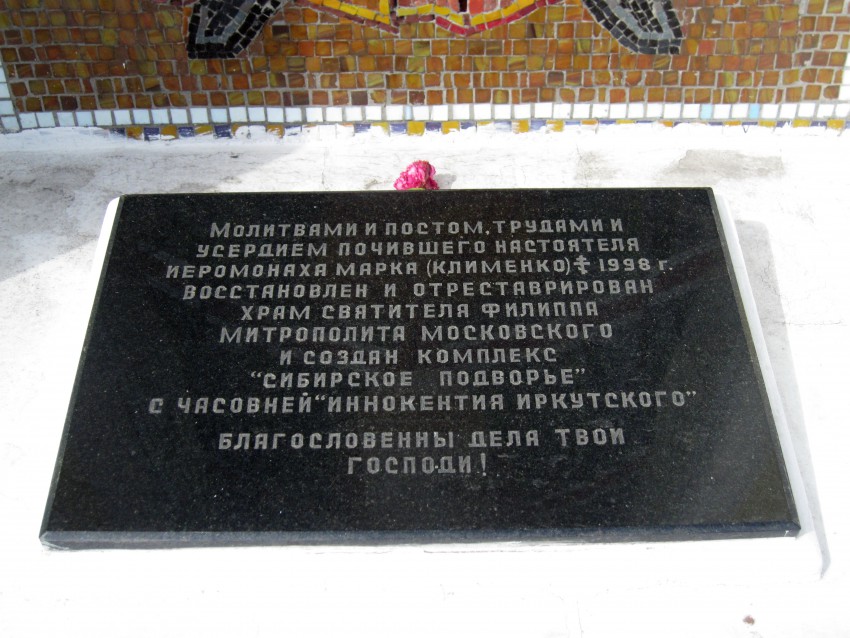 Молитвами и постом, трудами и
усердием почившего настоятеля
иеромонаха Марка (Клименко) ☦ 1998 г.
восстановлен и отреставрирован
храм святителя Филиппа
митрополита Московского
и создан комплекс
"Сибирское подворье"
с часовней "Иннокентия Иркутского"
Благословенны дела Твои
Господи!